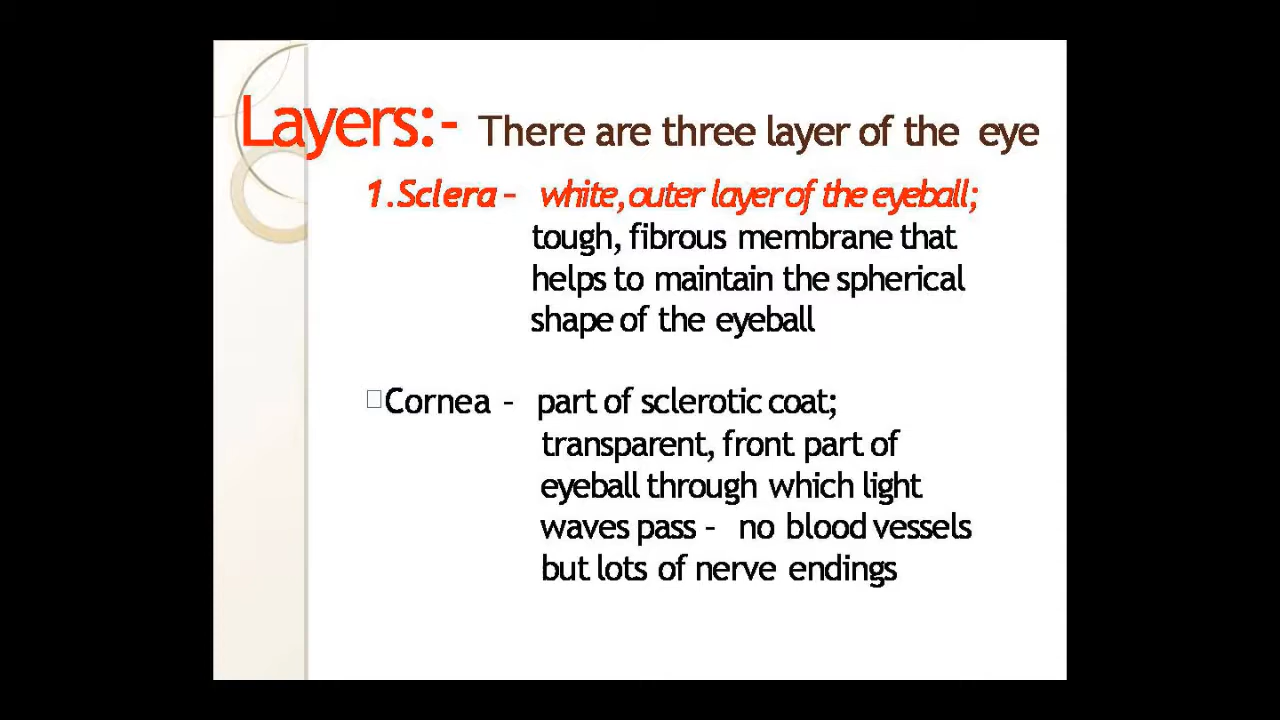 Layers:- There are three layer of the eye
1.Sclera – white, outer layer of the eyeball;
tough, fibrous membrane that
helps to maintain the spherical
shape of the eyeball
Cornea – part of sclerotic coat;
transparent, front part of
eyeball through which light
waves pass – no blood vessels
but lots of nerve endings